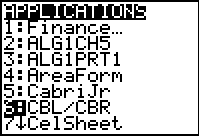 APPLICATIONS
1:Finance…
2:ALG1CH5
3:ALG1PRT1
4:AreaForm
5:CabriJr
6:CBL/CBR
7↓CelSheet